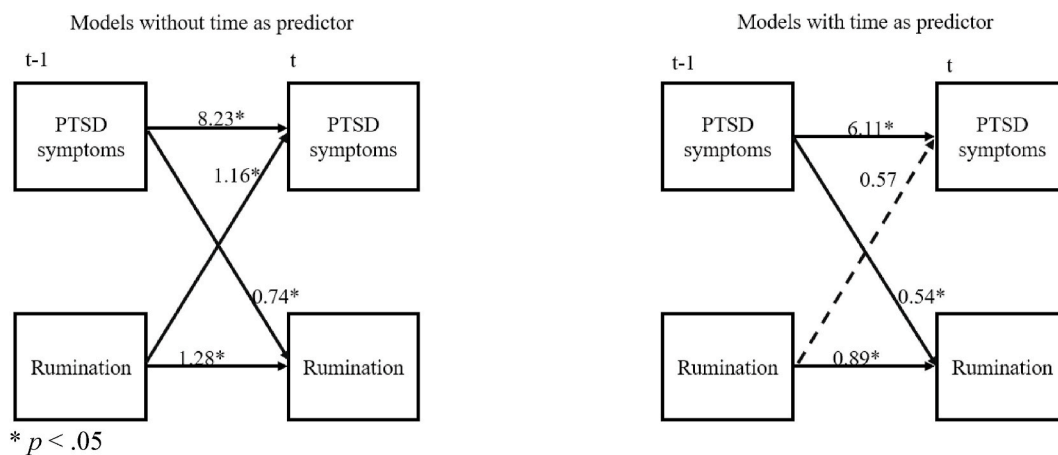 Models without time as predictor
t-1
t
PTSD
symptoms
8.23*
PTSD
symptoms
1.16*
0.74*
Rumination
1.28*
Rumination
* p < .05
Models with time as predictor
t-1
t
PTSD
symptoms
6.11*
PTSD
symptoms
0.57
0.54*
Rumination
0.89*
Rumination